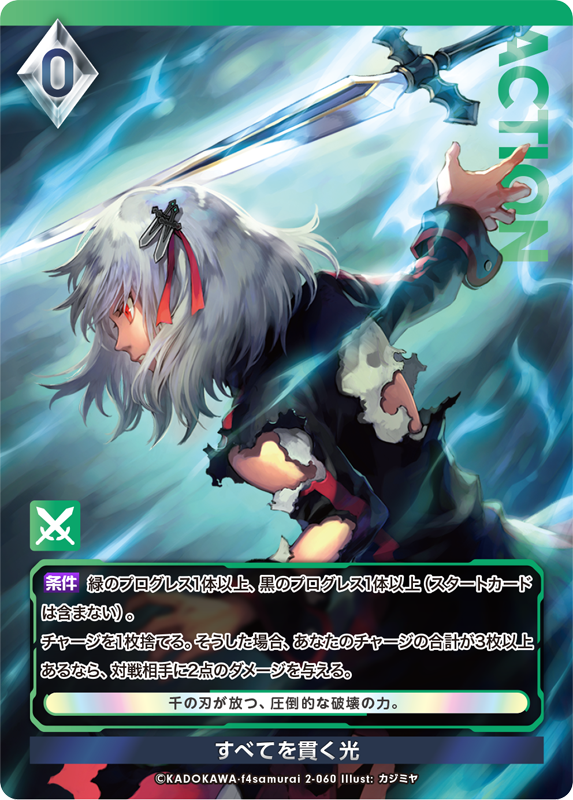 0
ACTION
条件 緑のプログレス1体以上、黒のプログレス1体以上(スタートカード
は含まない)。
チャージを1枚捨てる。そうした場合、あなたのチャージの合計が3枚以上
あるなら、対戦相手に2点のダメージを与える。
千の刃が放つ、圧倒的な破壊の力。
すべてを貫く光
©KADOKAWA·f4samurai 2-060 Illust: カジミヤ